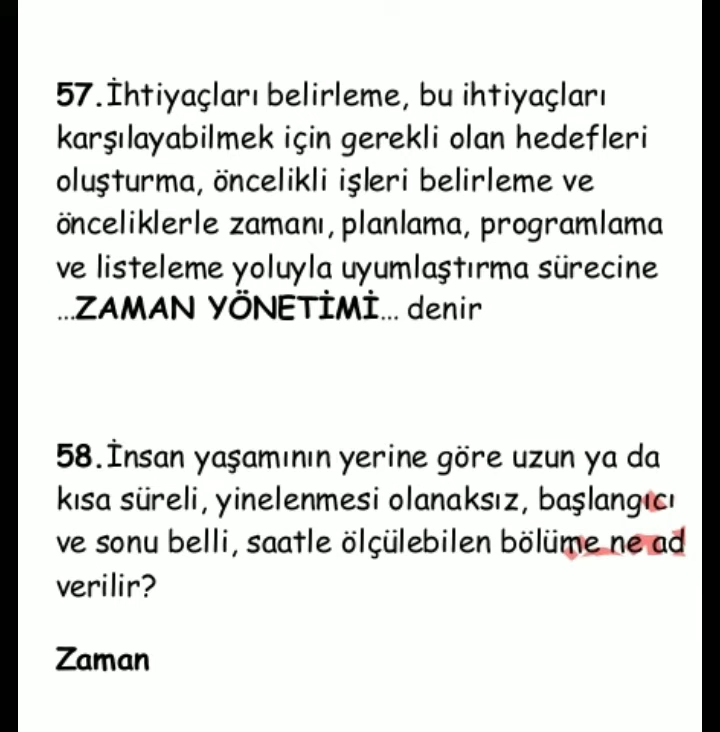 57.İhtiyaçları belirleme, bu ihtiyaçları
karşılayabilmek için gerekli olan hedefleri
oluşturma, öncelikli işleri belirleme ve
önceliklerle zamanı, planlama, programlama
ve listeleme yoluyla uyumlaştırma sürecine
...ZAMAN YÖNETİMİ... denir
58.İnsan yaşamının yerine göre uzun ya da
kısa süreli, yinelenmesi olanaksız, başlangıcı
ve sonu belli, saatle ölçülebilen bölüme ne ad
verilir?
Zaman